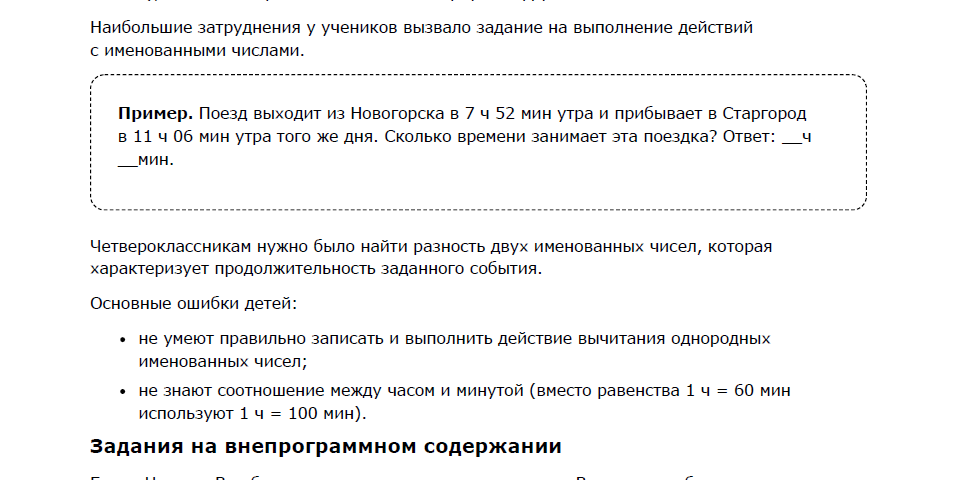 Наибольшие затруднения у учеников вызвало задание на выполнение действий
с именованными числами.
Пример. Поезд выходит из Новогорска в 7 ч 52 мин утра и прибывает в Старгород
в 11 ч 06 мин утра того же дня. Сколько времени занимает эта поездка? Ответ: __ч
__мин.
Четвероклассникам нужно было найти разность двух именованных чисел, которая
характеризует продолжительность заданного события.
Основные ошибки детей:
• не умеют правильно записать и выполнить действие вычитания однородных
именованных чисел;
• не знают соотношение между часом и минутой (вместо равенства 1 ч = 60 мин
используют 1 ч = 100 мин).
Задания на внепрограммном содержании